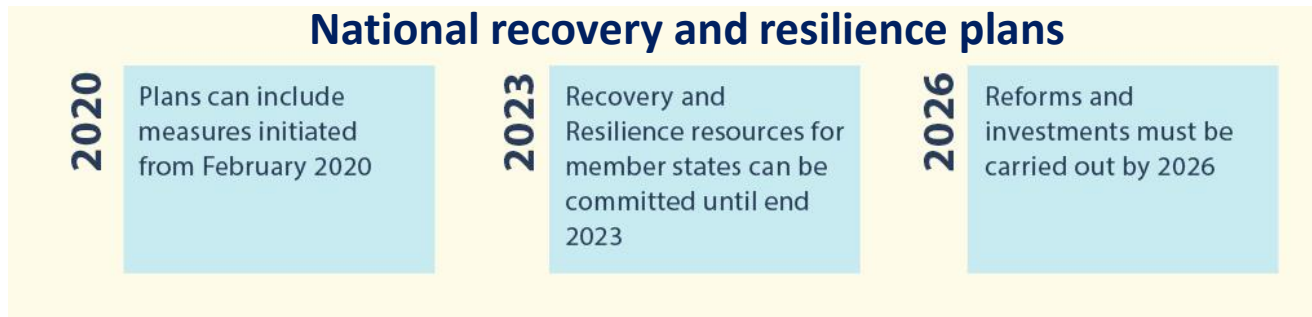 National recovery and resilience plans
2020
Plans can include
measures initiated
from February 2020
2023
Recovery and
Resilience resources for
member states can be
committed until end
2023
2026
Reforms and
investments must be
carried out by 2026